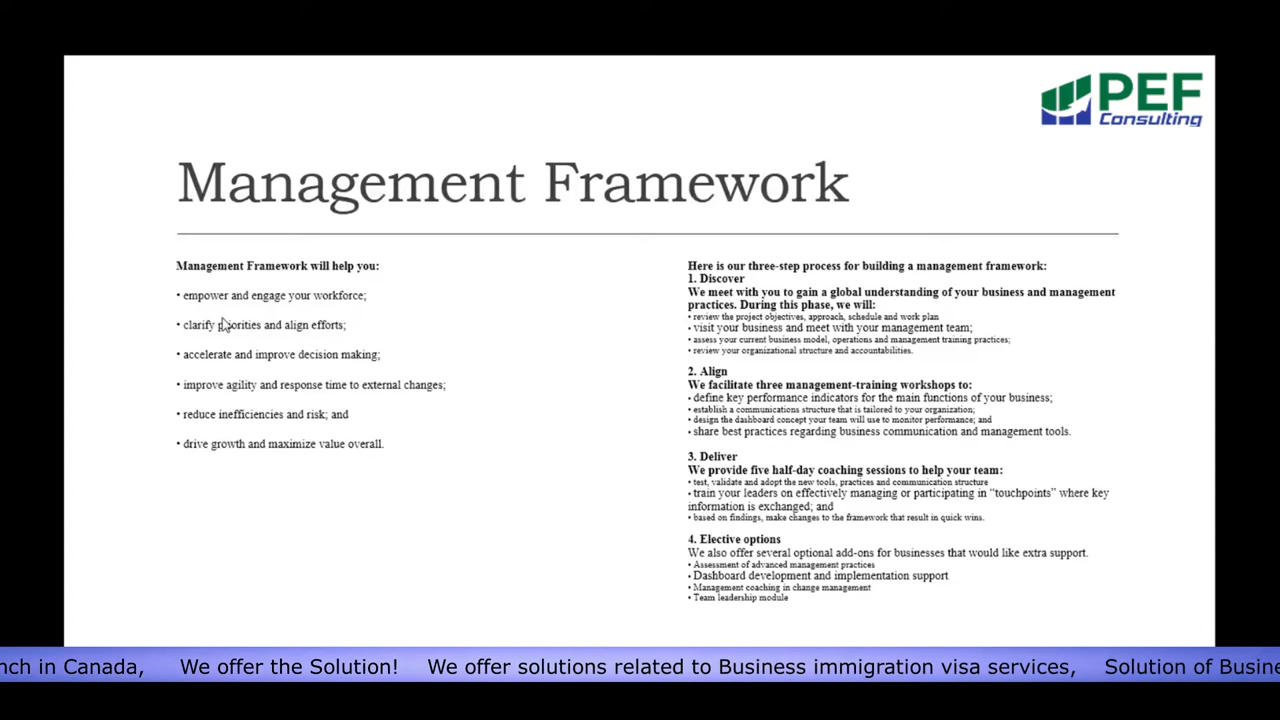 PEF
Consulting
Management Framework
Management Framework will help you:
• empower and engage your workforce;
• clarify priorities and align efforts;
• accelerate and improve decision making;
• improve agility and response time to external changes;
• reduce inefficiencies and risk; and
• drive growth and maximize value overall.
Here is our three-step process for building a management framework:
1. Discover
We meet with you to gain a global understanding of your business and management
practices. During this phase, we will:
• review the project objectives, approach, schedule and work plan
• visit your business and meet with your management team;
• assess your current business model, operations and management training practices;
• review your organizational structure and accountabilities.
2. Align
We facilitate three management-training workshops to:
• define key performance indicators for the main functions of your business;
• establish a communications structure that is tailored to your organization;
• design the dashboard concept your team will use to monitor performance; and
• share best practices regarding business communication and management tools.
3. Deliver
We provide five half-day coaching sessions to help your team:
• test, validate and adopt the new tools, practices and communication structure
• train your leaders on effectively managing or participating in “touchpoints” where key
information is exchanged; and
• based on findings, make changes to the framework that result in quick wins.
4. Elective options
We also offer several optional add-ons for businesses that would like extra support.
• Assessment of advanced management practices
• Dashboard development and implementation support
• Management coaching in change management
• Team leadership module
nch in Canada, We offer the Solution! We offer solutions related to Business immigration visa services, Solution of Busine